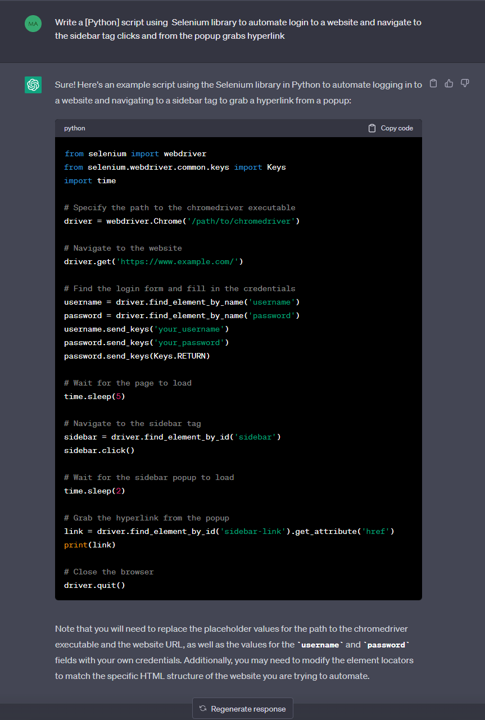 MA
Write a [Python] script using  Selenium library to automate login to a website and navigate to
the sidebar tag clicks and from the popup grabs hyperlink
Sure! Here's an example script using the Selenium library in Python to automate logging in to
a website and navigating to a sidebar tag to grab a hyperlink from a popup:
python
Copy code
from selenium import webdriver
from selenium.webdriver.common.keys import Keys
import time
# Specify the path to the chromedriver executable
driver = webdriver.Chrome('/path/to/chromedriver')
# Navigate to the website
driver.get('https://www.example.com/')
# Find the login form and fill in the credentials
username = driver.find_element_by_name('username')
password = driver.find_element_by_name('password')
username.send_keys('your_username')
password.send_keys('your_password')
password.send_keys(Keys.RETURN)
# Wait for the page to load
time.sleep(5)
# Navigate to the sidebar tag
sidebar = driver.find_element_by_id('sidebar')
sidebar.click()
# Wait for the sidebar popup to load
time.sleep(2)
# Grab the hyperlink from the popup
link = driver.find_element_by_id('sidebar-link').get_attribute('href')
print(link)
# Close the browser
driver.quit()
Note that you will need to replace the placeholder values for the path to the chromedriver
executable and the website URL, as well as the values for the `username` and `password`
fields with your own credentials. Additionally, you may need to modify the element locators
to match the specific HTML structure of the website you are trying to automate.
Regenerate response